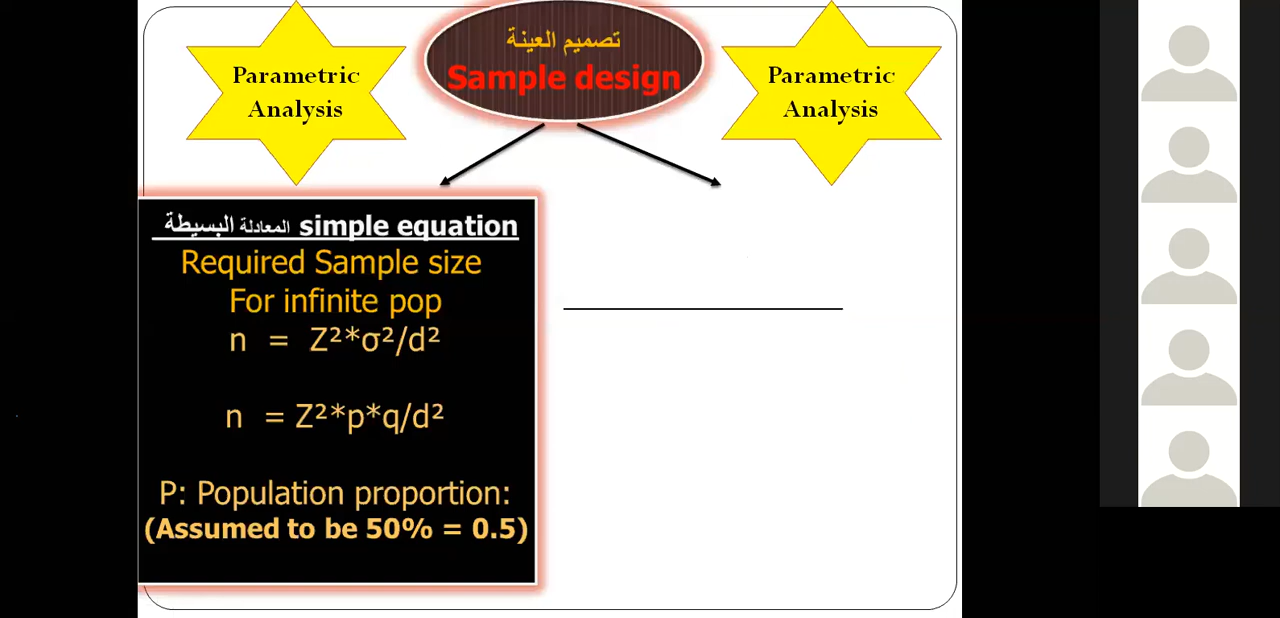 تصميم العينة
Sample design
Parametric
Analysis
Parametric
Analysis
المعادلة البسيطة simple equation
Required Sample size
For infinite pop
n = Z²*σ²/d²
n = Z²*p*q/d²
P: Population proportion:
(Assumed to be 50% = 0.5)